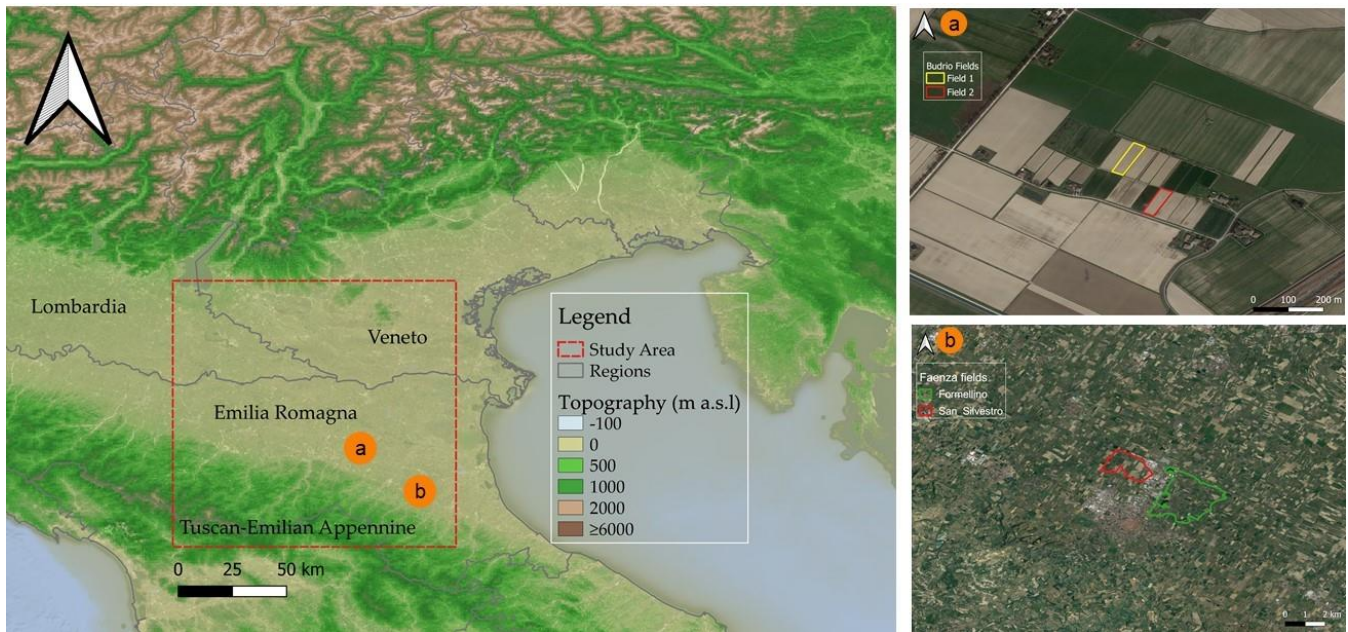 Lombardia
Veneto
Emilia Romagna
a
b
Tuscan-Emilian Appennine
0 25 50 km
Legend
Study Area
Regions
Topography (m a.s.l)
-100
0
500
1000
2000
≥6000
a
Budrio Fields
Field 1
Field 2
0 100 200 m
b
Faenza fields
Formellino
San_Silvestro
0 1 2 km